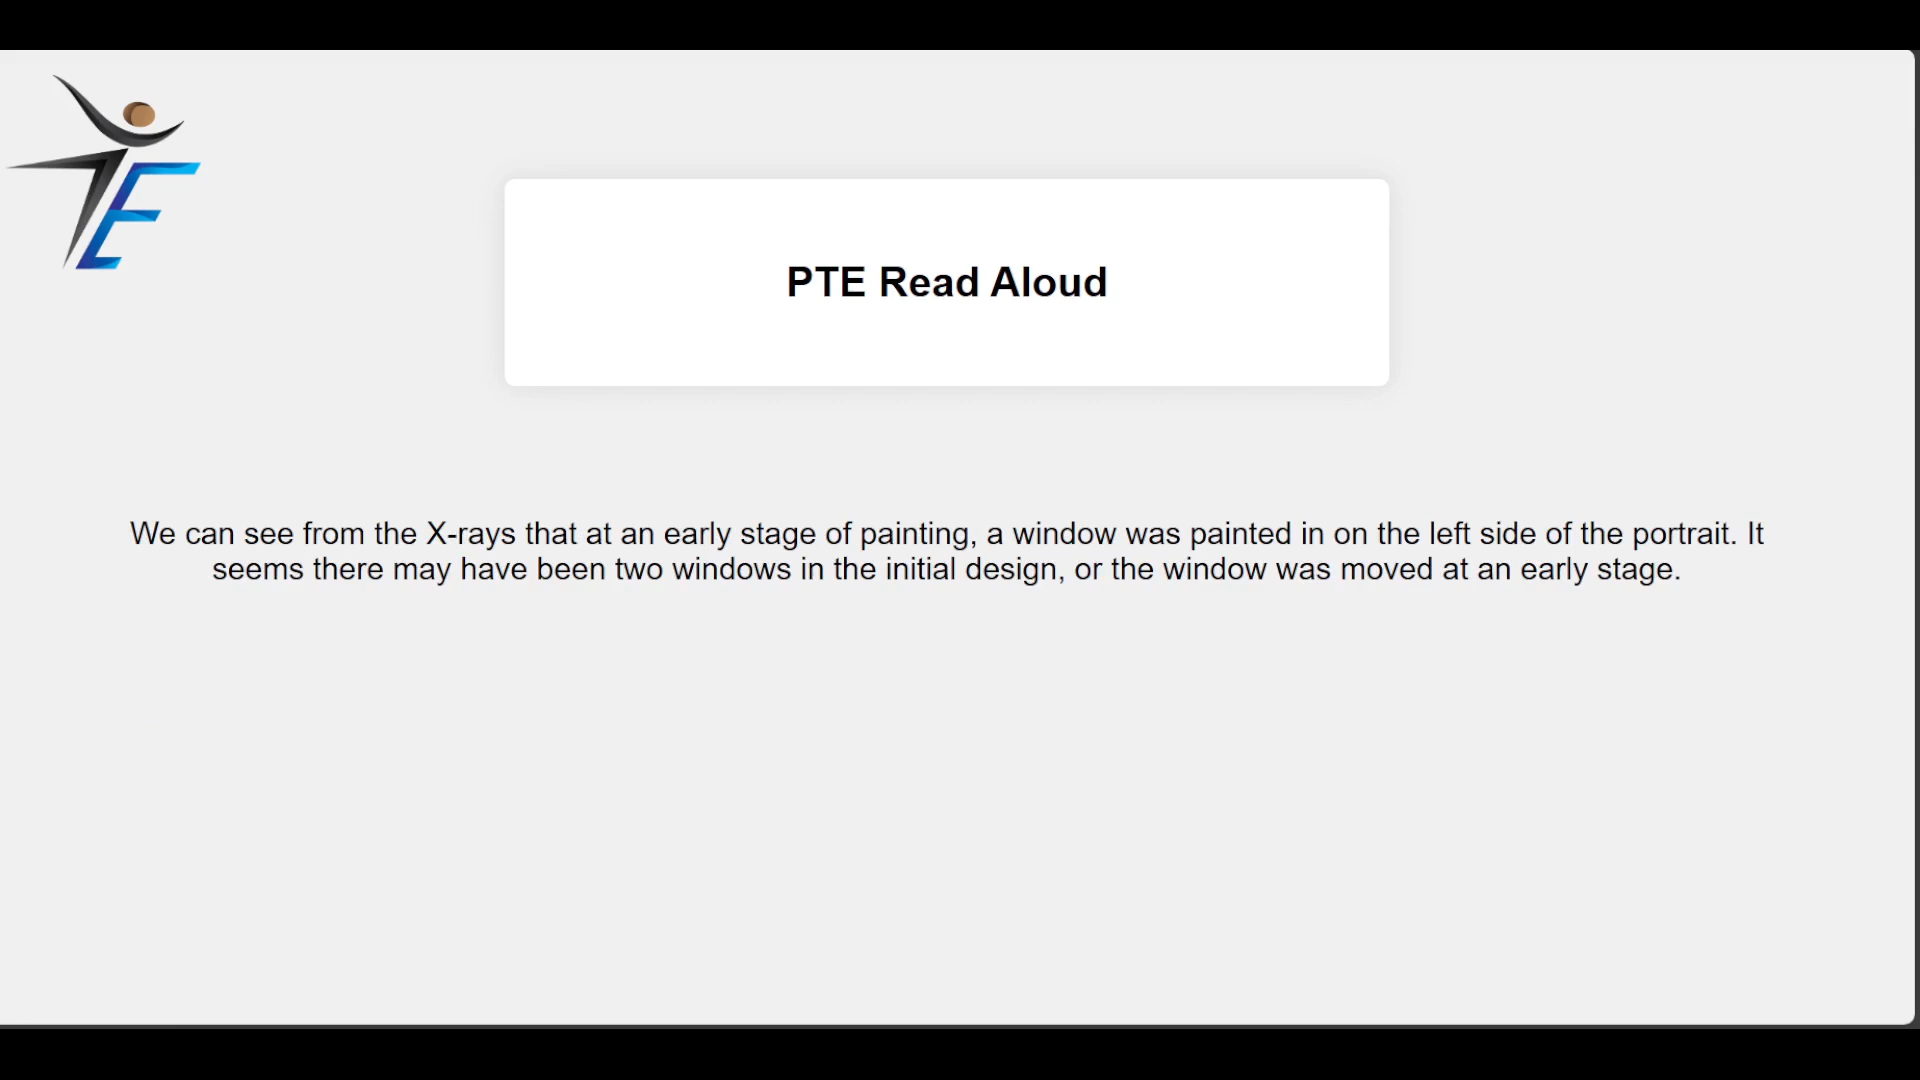 PTE Read Aloud
We can see from the X-rays that at an early stage of painting, a window was painted in on the left side of the portrait. It
seems there may have been two windows in the initial design, or the window was moved at an early stage.